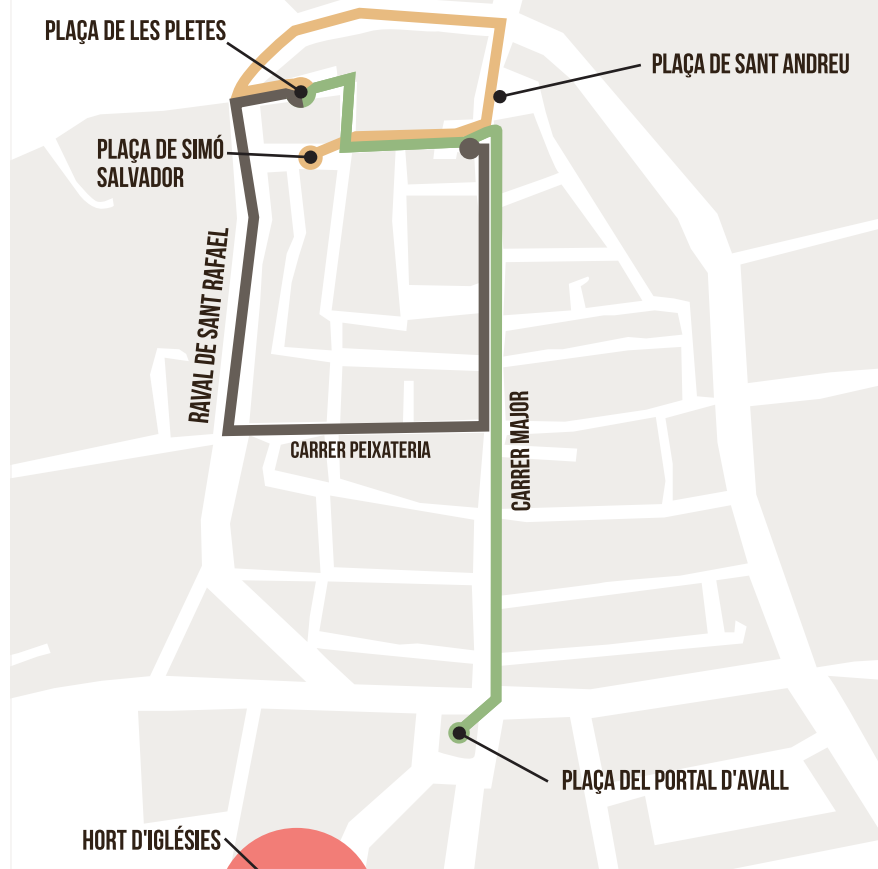 PLAÇA DE LES PLETES
PLAÇA DE SANT ANDREU
PLAÇA DE SIMÓ
SALVADOR
RAVAL DE SANT RAFAEL
CARRER MAJOR
CARRER PEIXATERIA
PLAÇA DEL PORTAL D'AVALL
HORT D'IGLÉSIES